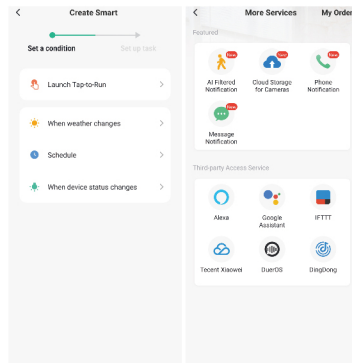 Create Smart
Set a condition
Set up task
Launch Tap-to-Run
When weather changes
Schedule
When device status changes
More Services
My Order
Featured
New
New
New
AI Filtered
Notification
Cloud Storage
for Cameras
Phone
Notification
New
Message
Notification
Third-party Access Service
Alexa
Google
Assistant
IFTTT
Tecent Xiaowei
DuerOS
DingDong